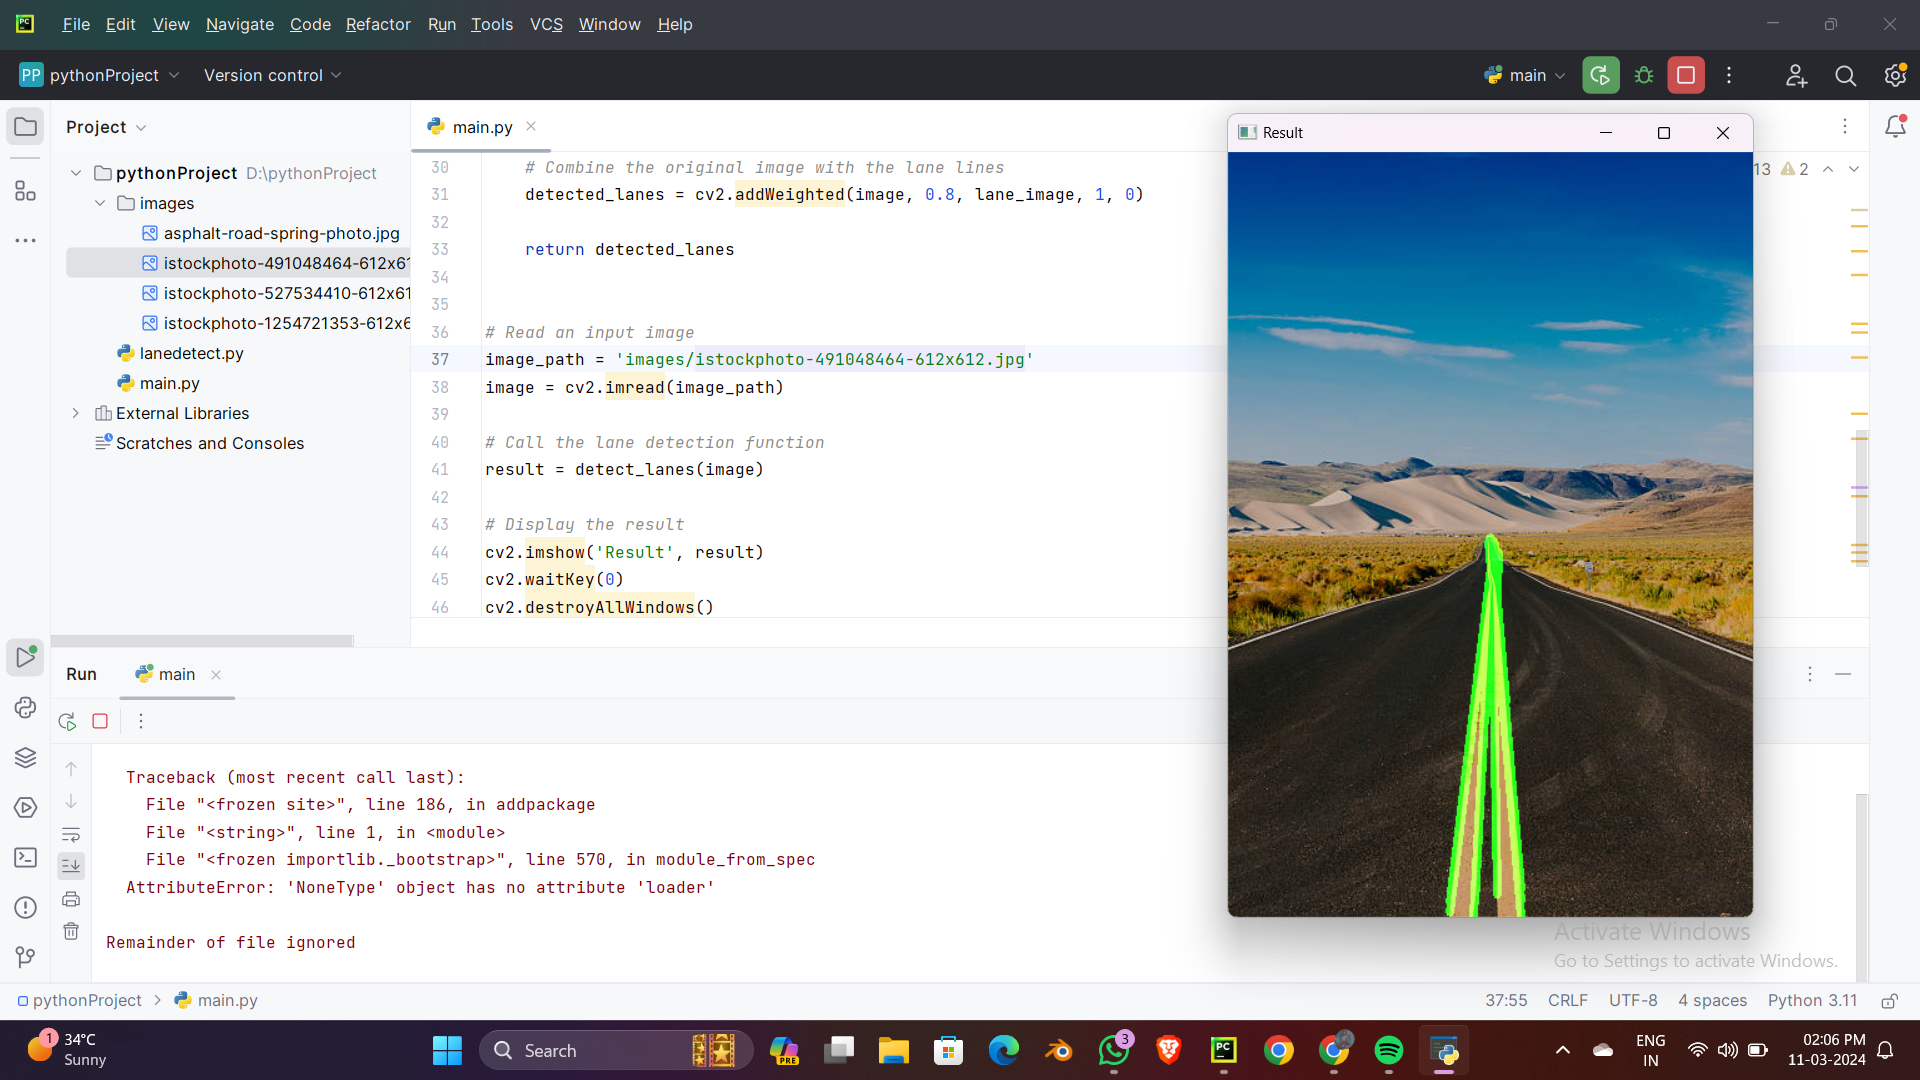 File Edit View Navigate Code Refactor Run Tools VCS Window Help
PP pythonProject Version control main
Project
pythonProject D:\pythonProject
images
asphalt-road-spring-photo.jpg
istockphoto-491048464-612x61
istockphoto-527534410-612x61
istockphoto-1254721353-612x6
lanedetect.py
main.py
External Libraries
Scratches and Consoles
main.py
13 2
30 # Combine the original image with the lane lines
31 detected_lanes = cv2.addWeighted(image, 0.8, lane_image, 1, 0)
32
33 return detected_lanes
34
35
36 # Read an input image
37 image_path = 'images/istockphoto-491048464-612x612.jpg'
38 image = cv2.imread(image_path)
39
40 # Call the lane detection function
41 result = detect_lanes(image)
42
43 # Display the result
44 cv2.imshow('Result', result)
45 cv2.waitKey(0)
46 cv2.destroyAllWindows()
Result
Run main
Traceback (most recent call last):
File "<frozen site>", line 186, in addpackage
File "<string>", line 1, in <module>
File "<frozen importlib._bootstrap>", line 570, in module_from_spec
AttributeError: 'NoneType' object has no attribute 'loader'
Remainder of file ignored
Activate Windows
Go to Settings to activate Windows.
pythonProject > main.py
37:55 CRLF UTF-8 4 spaces Python 3.11
1
34°C
Sunny
Search
PRE
3
PC
ENG
IN
02:06 PM
11-03-2024